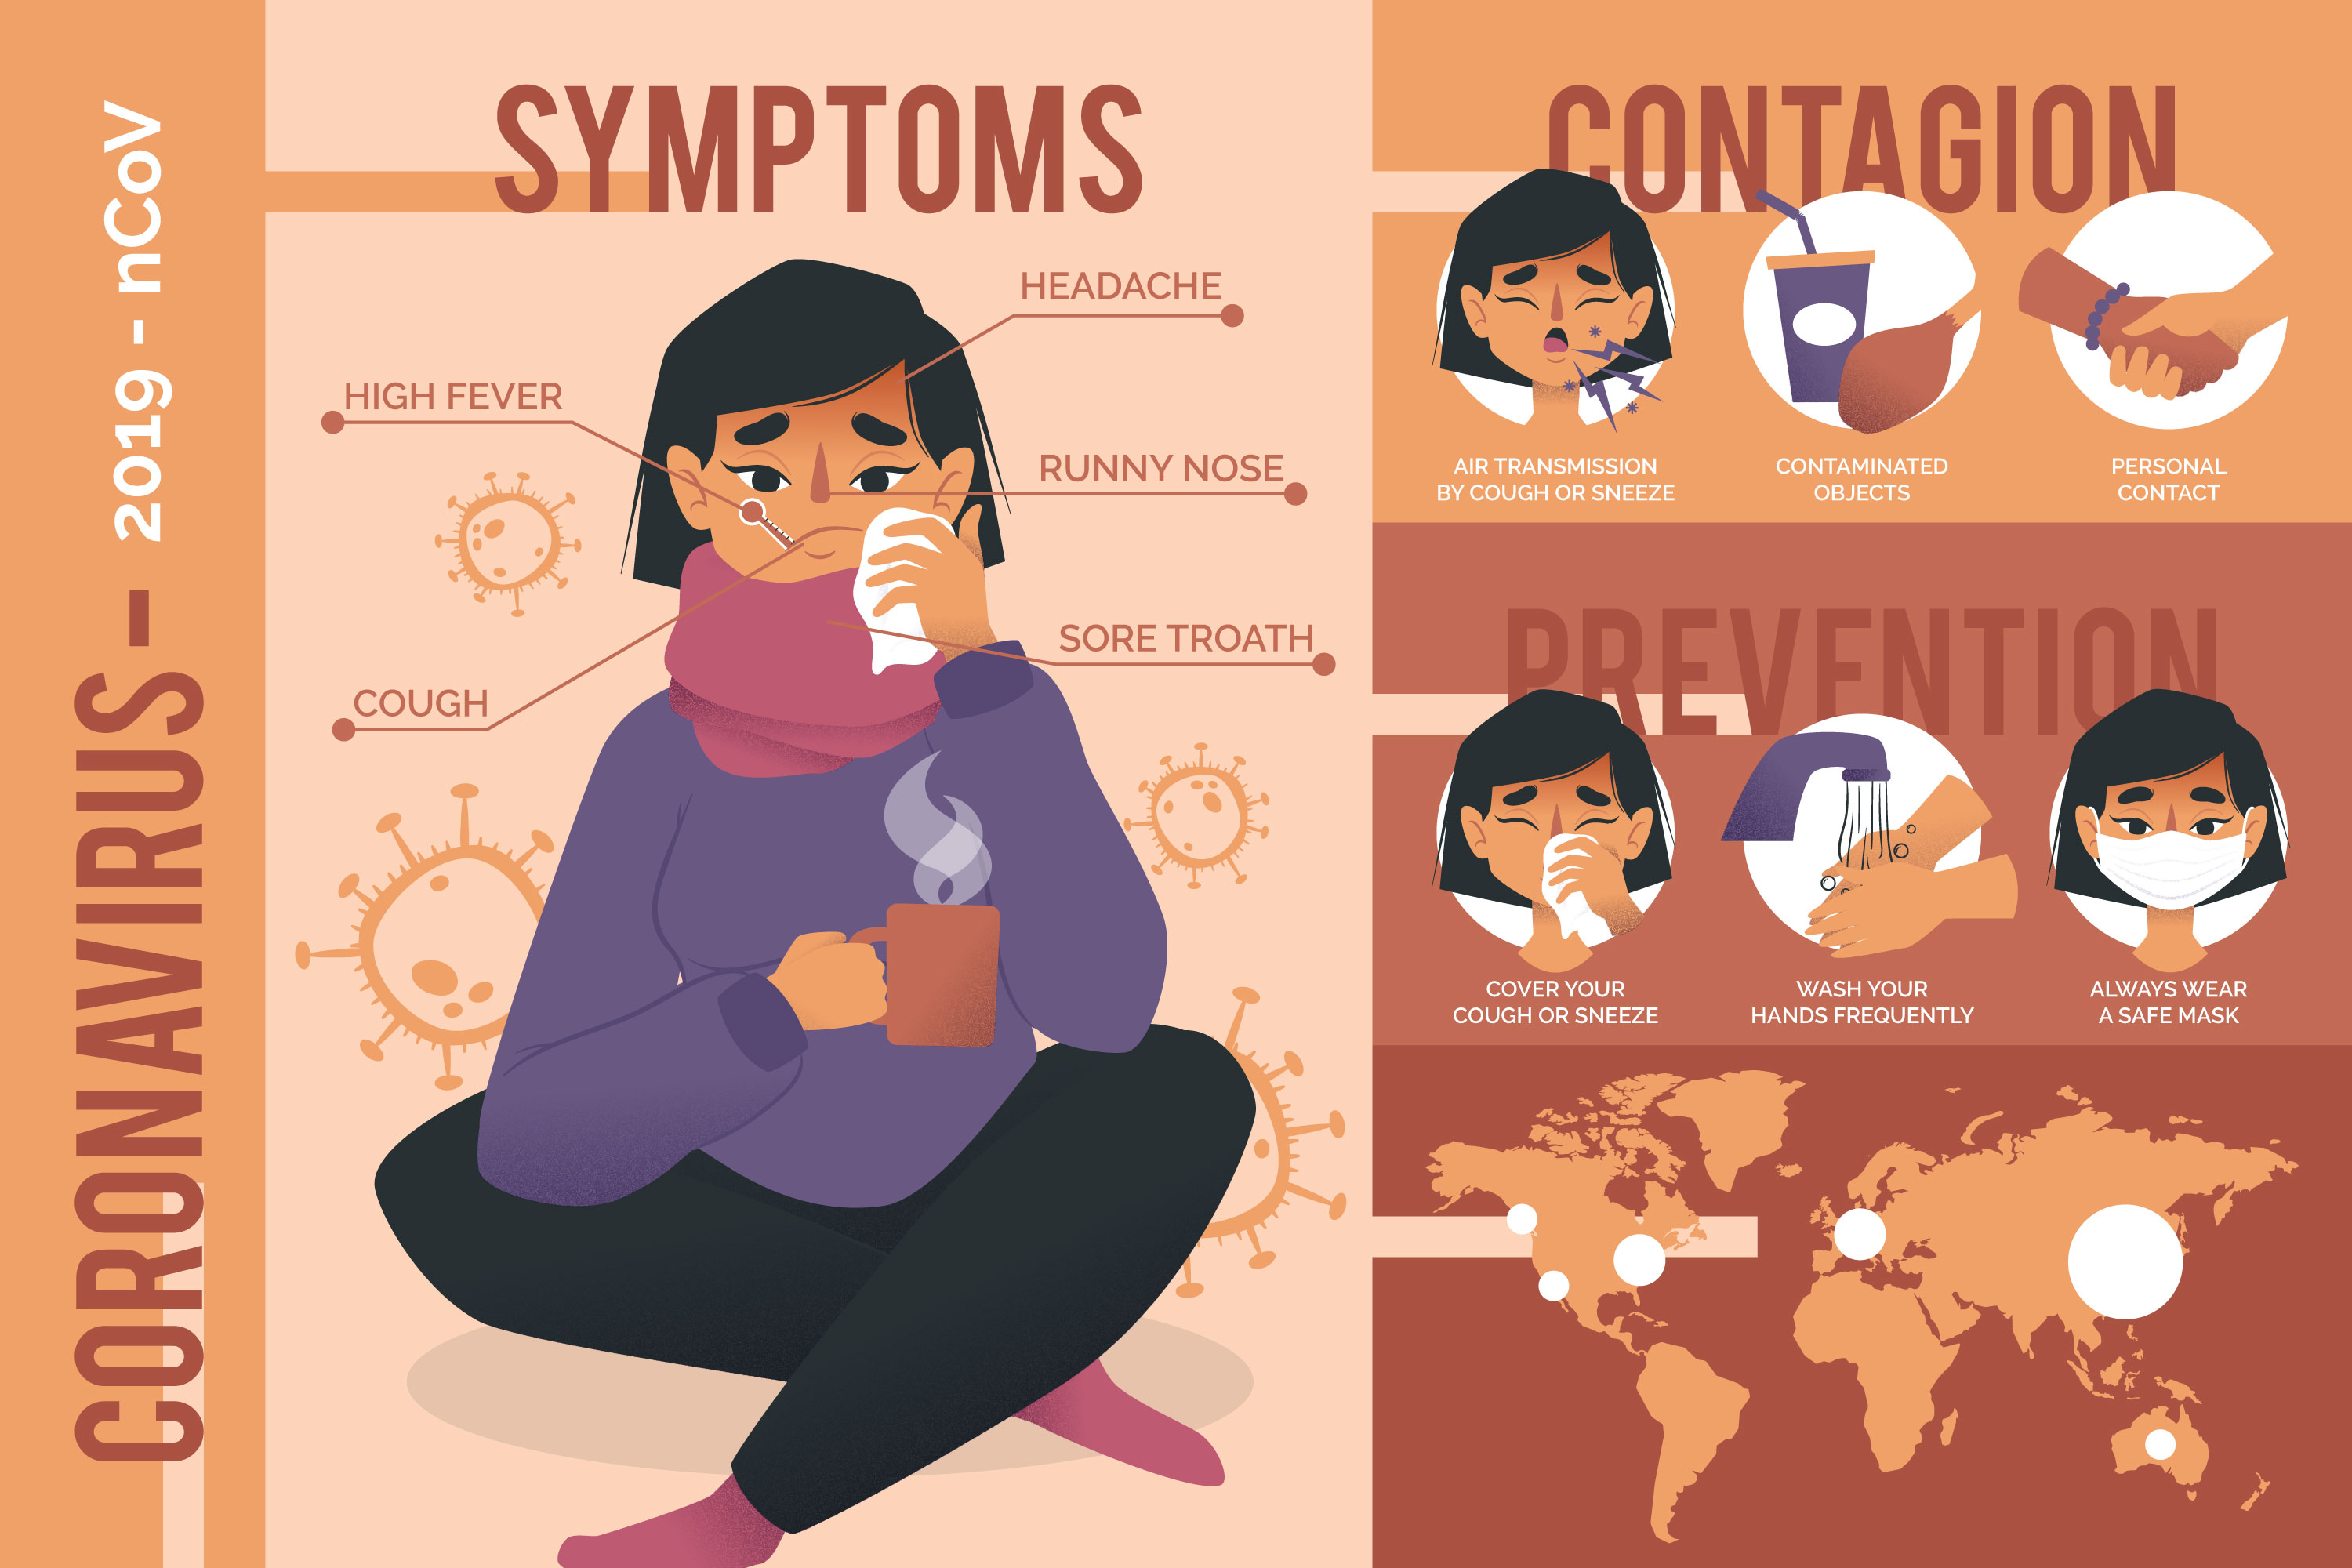 CORONAVIRUS - 2019 - nCoV
SYMPTOMS
HEADACHE
HIGH FEVER
RUNNY NOSE
SORE TROATH
COUGH
CONTAGION
AIR TRANSMISSION
BY COUGH OR SNEEZE
CONTAMINATED
OBJECTS
PERSONAL
CONTACT
PREVENTION
COVER YOUR
COUGH OR SNEEZE
WASH YOUR
HANDS FREQUENTLY
ALWAYS WEAR
A SAFE MASK